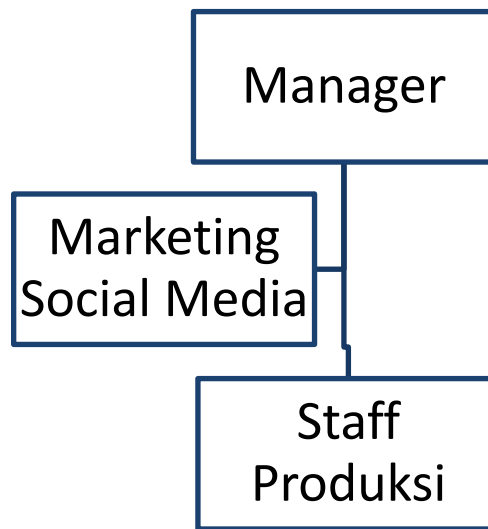 Manager
Marketing
Social Media
Staff
Produksi